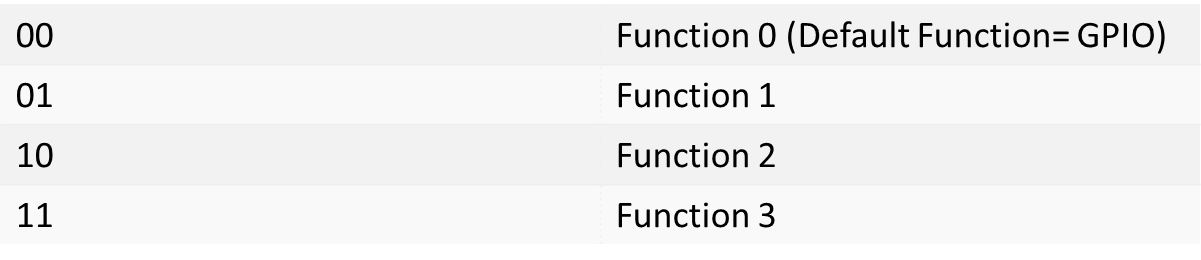 00 Function 0 (Default Function= GPIO)
01 Function 1
10 Function 2
11 Function 3